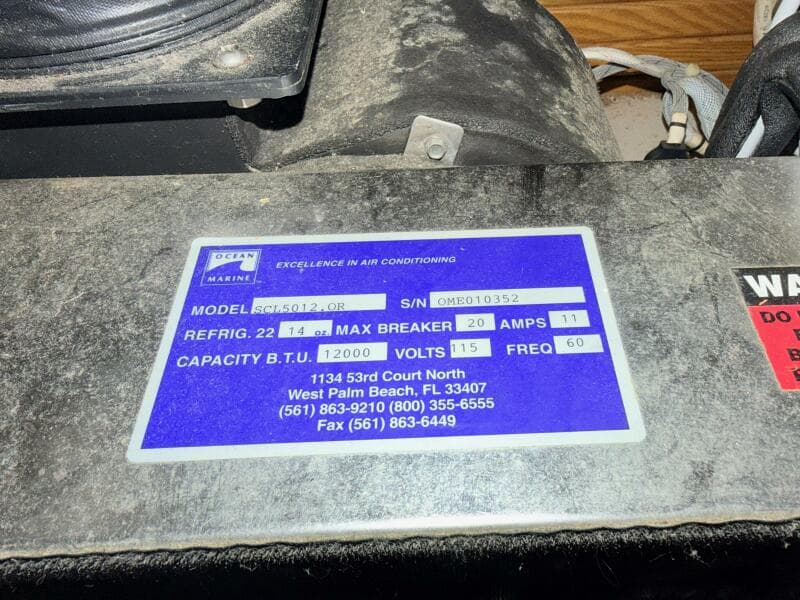 OCEAN
MARINE
EXCELLENCE IN AIR CONDITIONING
MODEL SCL5012.OR S/N OME010352
REFRIG. 22 14 oz. MAX BREAKER 20 AMPS 11
CAPACITY B.T.U. 12000 VOLTS 115 FREQ 60
1134 53rd Court North
West Palm Beach, FL 33407
(561) 863-9210 (800) 355-6555
Fax (561) 863-6449
DO